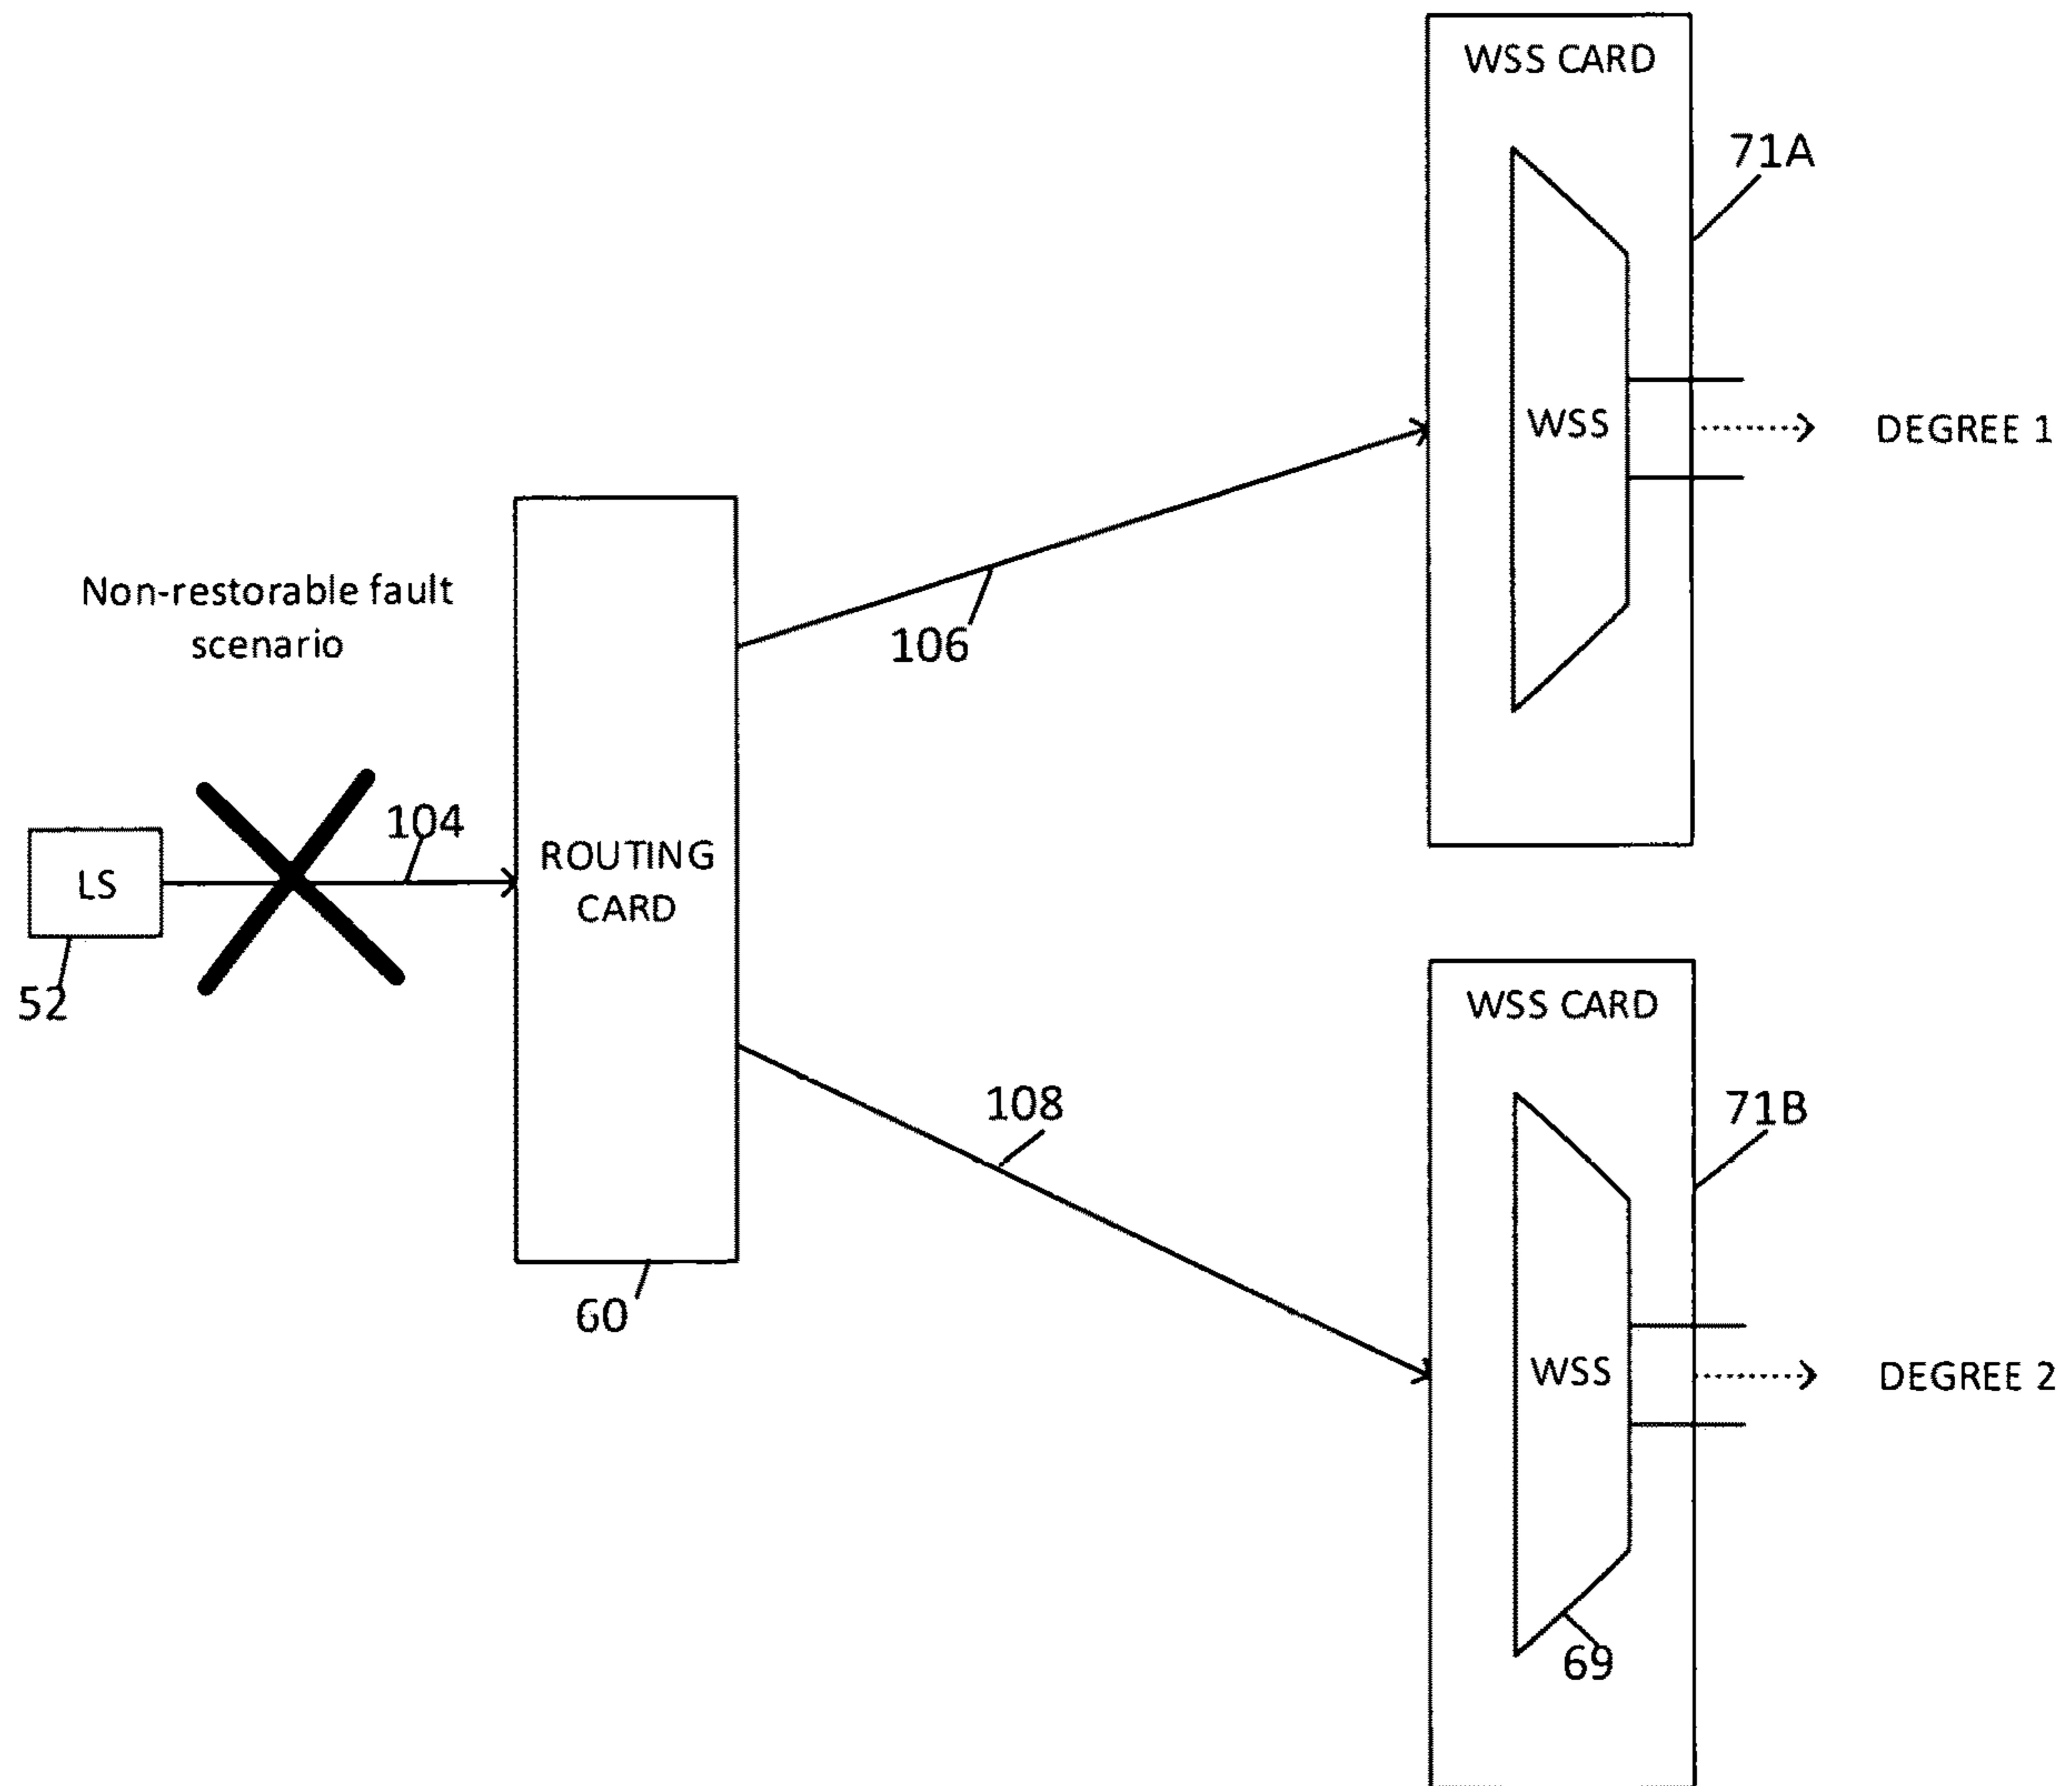 WSS CARD
71A
WSS
DEGREE 1
106
Non-restorable fault
scenario
104
LS
52
ROUTING
CARD
60
108
WSS CARD
71B
WSS
DEGREE 2
69